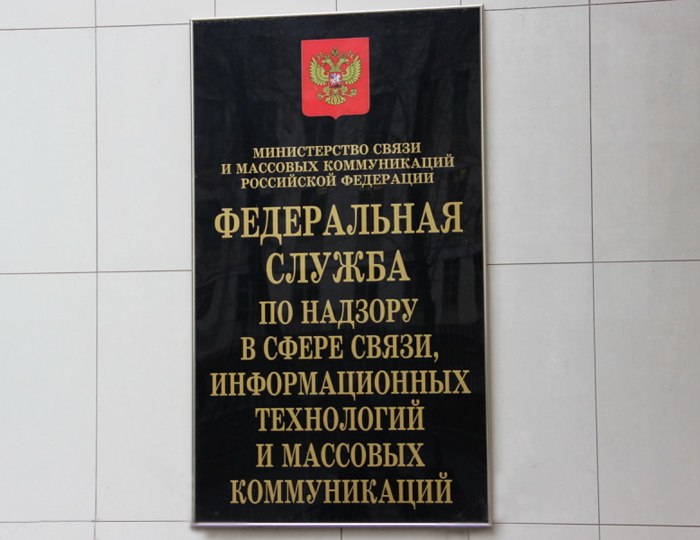 МИНИСТЕРСТВО СВЯЗИ
И МАССОВЫХ КОММУНИКАЦИЙ
РОССИЙСКОЙ ФЕДЕРАЦИИ
ФЕДЕРАЛЬНАЯ
СЛУЖБА
ПО НАДЗОРУ
В СФЕРЕ СВЯЗИ,
ИНФОРМАЦИОННЫХ
ТЕХНОЛОГИЙ
И МАССОВЫХ
КОММУНИКАЦИЙ